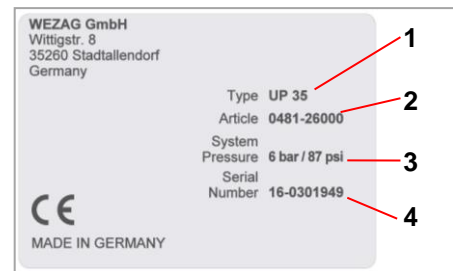 WEZAG GmbH
Wittigstr. 8
35260 Stadtallendorf
Germany
Type UP 35
Article 0481-26000
System
Pressure 6 bar / 87 psi
Serial
Number 16-0301949
CE
MADE IN GERMANY
1
2
3
4